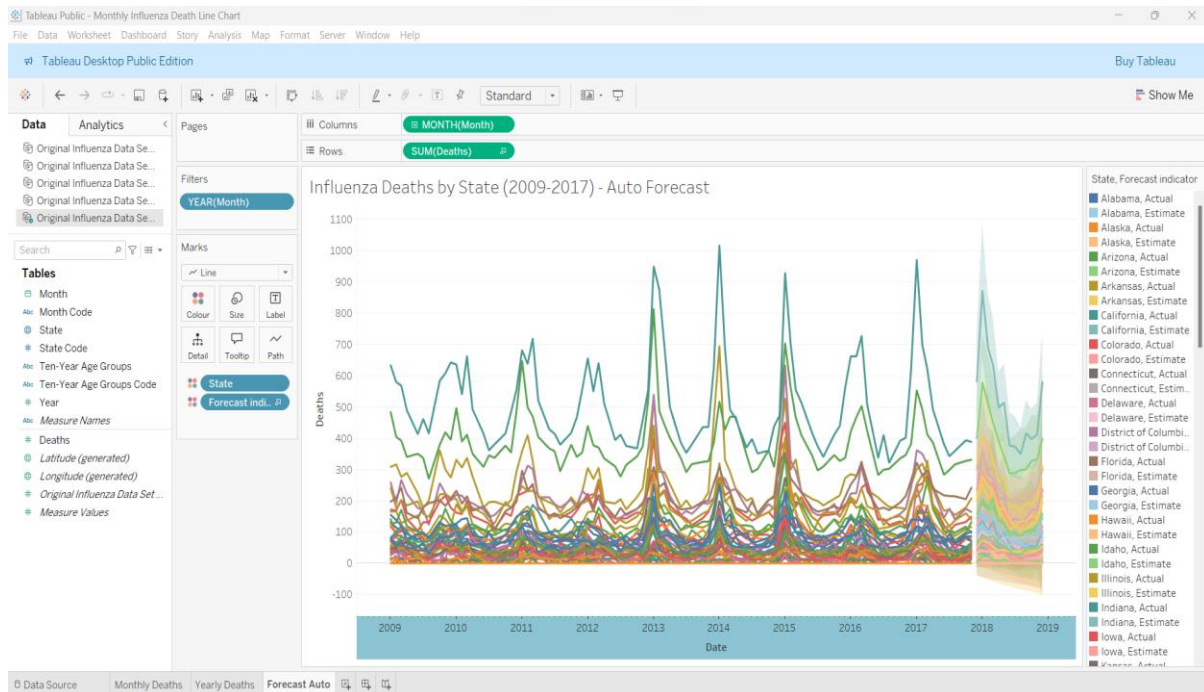 Tableau Public - Monthly Influenza Death Line Chart
File Data Worksheet Dashboard Story Analysis Map Format Server Window Help
Tableau Desktop Public Edition
Buy Tableau
Standard
Show Me
Data Analytics
Original Influenza Data Se...
Original Influenza Data Se...
Original Influenza Data Se...
Original Influenza Data Se...
Original Influenza Data Se...
Search
Tables
Month
Abc Month Code
State
# State Code
Abc Ten-Year Age Groups
Abc Ten-Year Age Groups Code
# Year
Abc Measure Names
# Deaths
Latitude (generated)
Longitude (generated)
# Original Influenza Data Set ...
# Measure Values
Pages
Filters
YEAR(Month)
Marks
Line
Colour Size Label
Detail Tooltip Path
State
Forecast indi..
Columns
MONTH(Month)
Rows
SUM(Deaths)
Influenza Deaths by State (2009-2017) - Auto Forecast
Deaths
1100
1000
900
800
700
600
500
400
300
200
100
0
-100
2009 2010 2011 2012 2013 2014 2015 2016 2017 2018 2019
Date
State, Forecast indicator
Alabama, Actual
Alabama, Estimate
Alaska, Actual
Alaska, Estimate
Arizona, Actual
Arizona, Estimate
Arkansas, Actual
Arkansas, Estimate
California, Actual
California, Estimate
Colorado, Actual
Colorado, Estimate
Connecticut, Actual
Connecticut, Estim..
Delaware, Actual
Delaware, Estimate
District of Columbi..
District of Columbi..
Florida, Actual
Florida, Estimate
Georgia, Actual
Georgia, Estimate
Hawaii, Actual
Hawaii, Estimate
Idaho, Actual
Idaho, Estimate
Illinois, Actual
Illinois, Estimate
Indiana, Actual
Indiana, Estimate
Iowa, Actual
Iowa, Estimate
Kansas, Actual
Data Source Monthly Deaths Yearly Deaths Forecast Auto